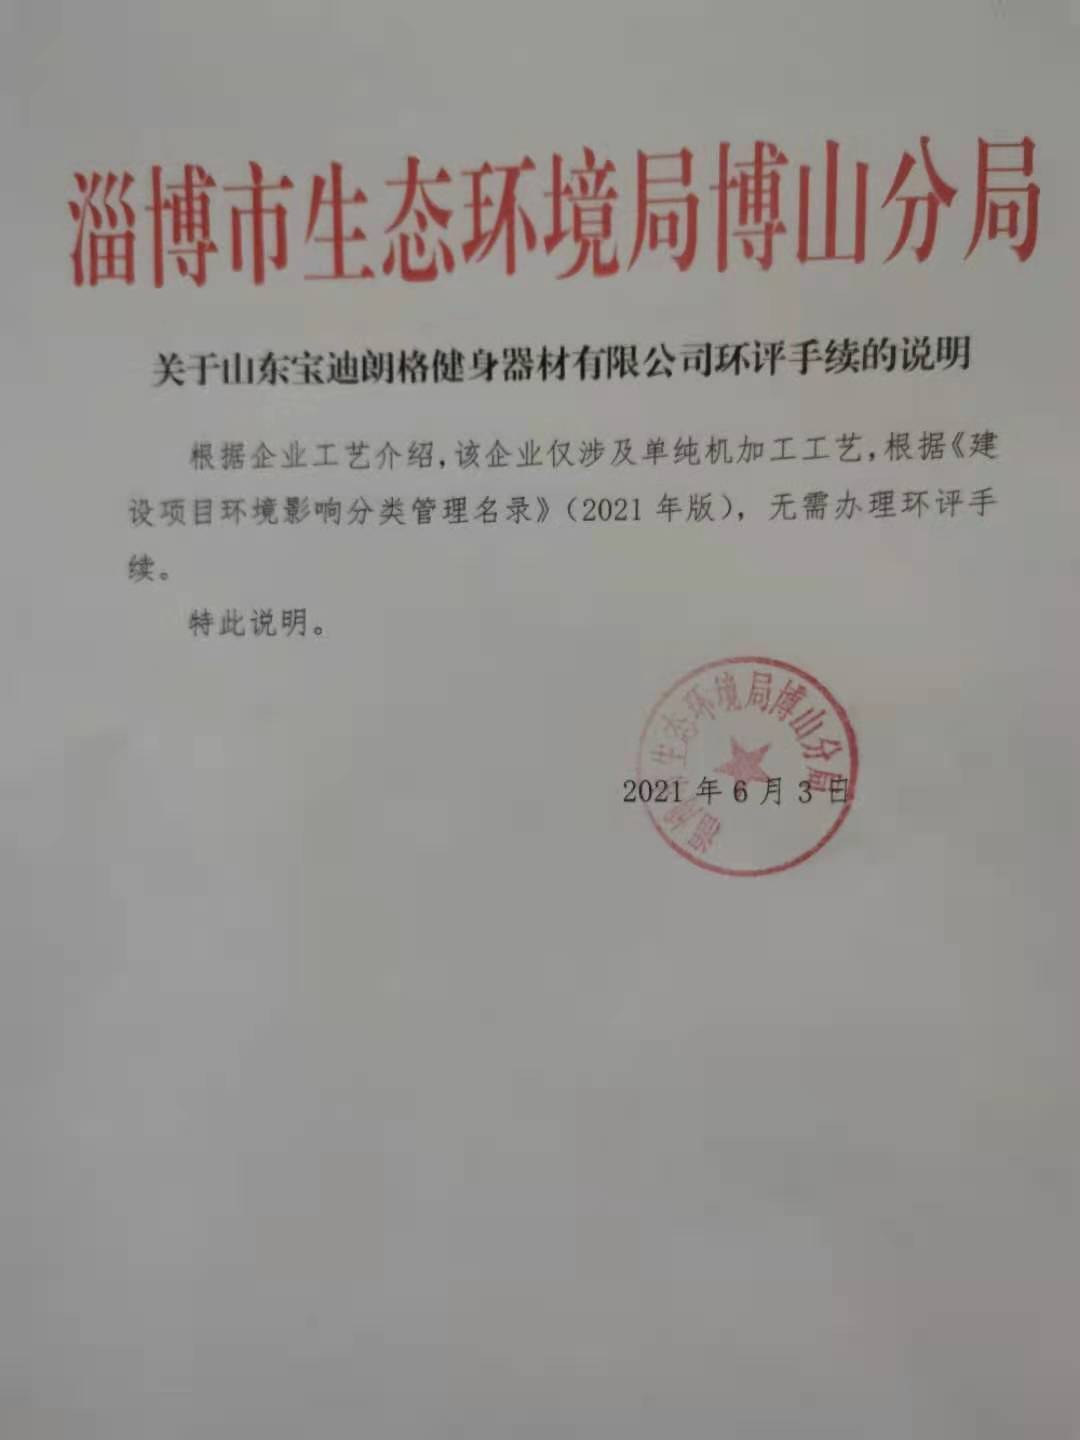 淄博市生态环境局博山分局
关于山东宝迪朗格健身器材有限公司环评手续的说明
根据企业工艺介绍,该企业仅涉及单纯机加工工艺,根据《建
设项目环境影响分类管理名录》(2021年版),无需办理环评手
续。
特此说明。
淄博市生态环境局博山分局
2021年6月3日